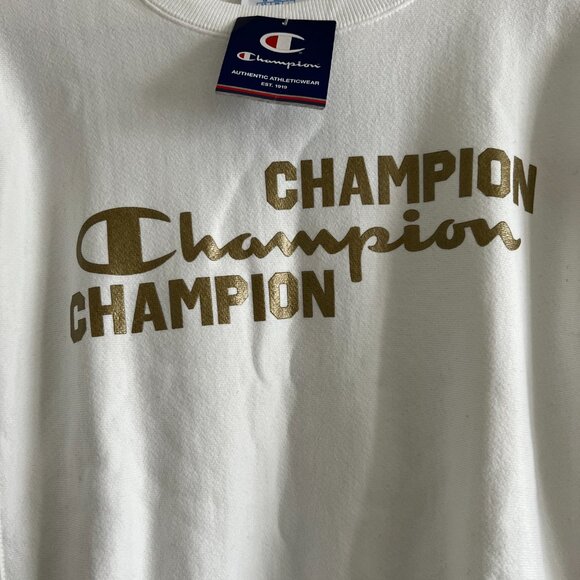 Champion
AUTHENTIC ATHLETICWEAR
EST. 1919
CHAMPION
Champion
CHAMPION